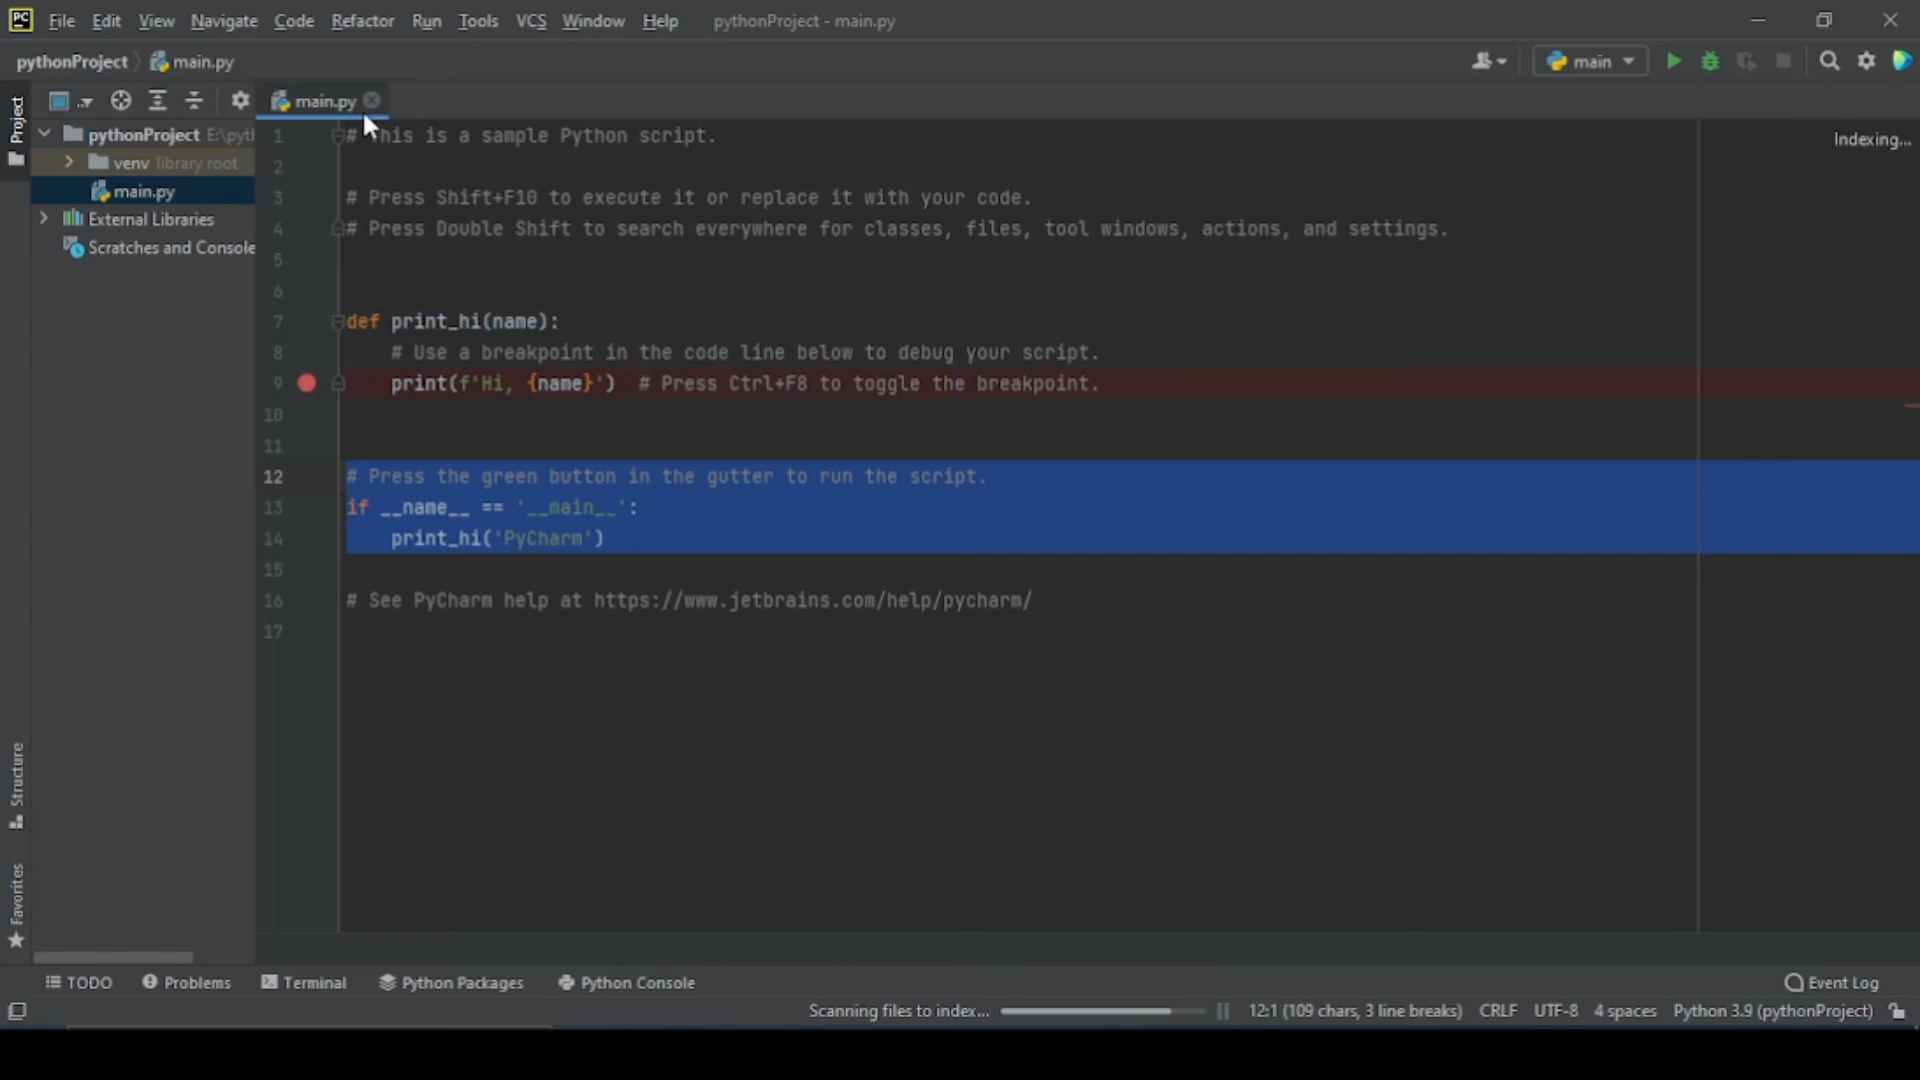 PC File Edit View Navigate Code Refactor Run Tools VCS Window Help pythonProject - main.py
pythonProject main.py main
Project
main.py
pythonProject
venv library root
main.py
External Libraries
Scratches and Console
Indexing...
1 # This is a sample Python script.
2
3 # Press Shift+F10 to execute it or replace it with your code.
4 # Press Double Shift to search everywhere for classes, files, tool windows, actions, and settings.
5
6
7 def print_hi(name):
8 # Use a breakpoint in the code line below to debug your script.
9 print(f'Hi, {name}') # Press Ctrl+F8 to toggle the breakpoint.
10
11
12 # Press the green button in the gutter to run the script.
13 if __name__ == '__main__':
14 print_hi('PyCharm')
15
16 # See PyCharm help at https://www.jetbrains.com/help/pycharm/
17
Structure
Favorites
TODO Problems Terminal Python Packages Python Console Event Log
Scanning files to index... 12:1 (109 chars, 3 line breaks) CRLF UTF-8 4 spaces Python 3.9 (pythonProject)